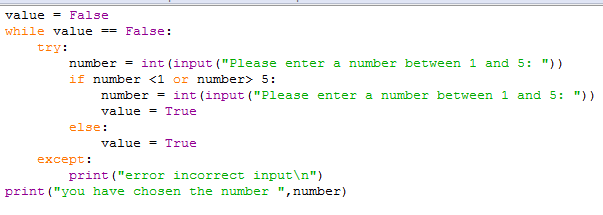 value = False
while value == False:
    try:
        number = int(input("Please enter a number between 1 and 5: "))
        if number <1 or number> 5:
            number = int(input("Please enter a number between 1 and 5: "))
            value = True
        else:
            value = True
    except:
        print("error incorrect input\n")
print("you have chosen the number ",number)